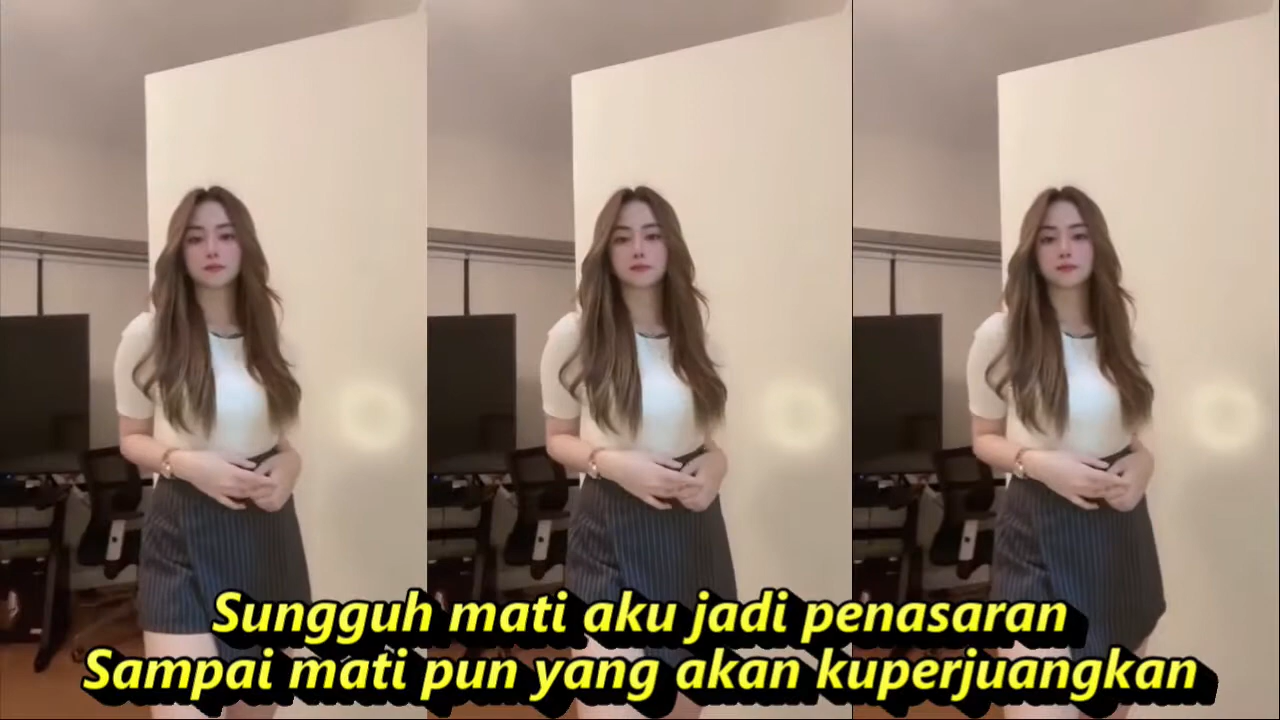 Sungguh mati aku jadi penasaran
Sampai mati pun yang akan kuperjuangkan